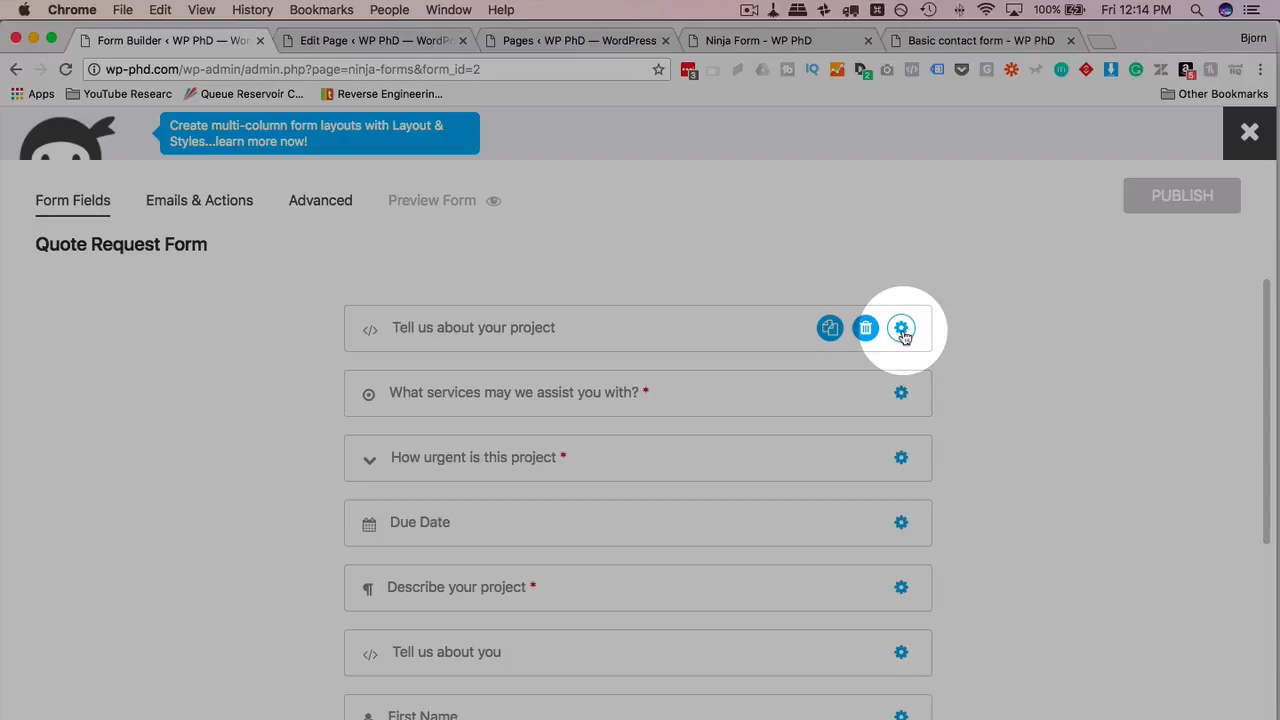 Chrome File Edit View History Bookmarks People Window Help 100% Fri 12:14 PM
Form Builder ‹ WP PhD — Wor Edit Page ‹ WP PhD — WordPr Pages ‹ WP PhD — WordPress Ninja Form - WP PhD Basic contact form - WP PhD Bjorn
wp-phd.com/wp-admin/admin.php?page=ninja-forms&form_id=2
Apps YouTube Researc Queue Reservoir C... Reverse Engineerin... Other Bookmarks
Create multi-column form layouts with Layout &
Styles...learn more now!
Form Fields Emails & Actions Advanced Preview Form PUBLISH
Quote Request Form
Tell us about your project
What services may we assist you with? *
How urgent is this project *
Due Date
Describe your project *
Tell us about you
First Name